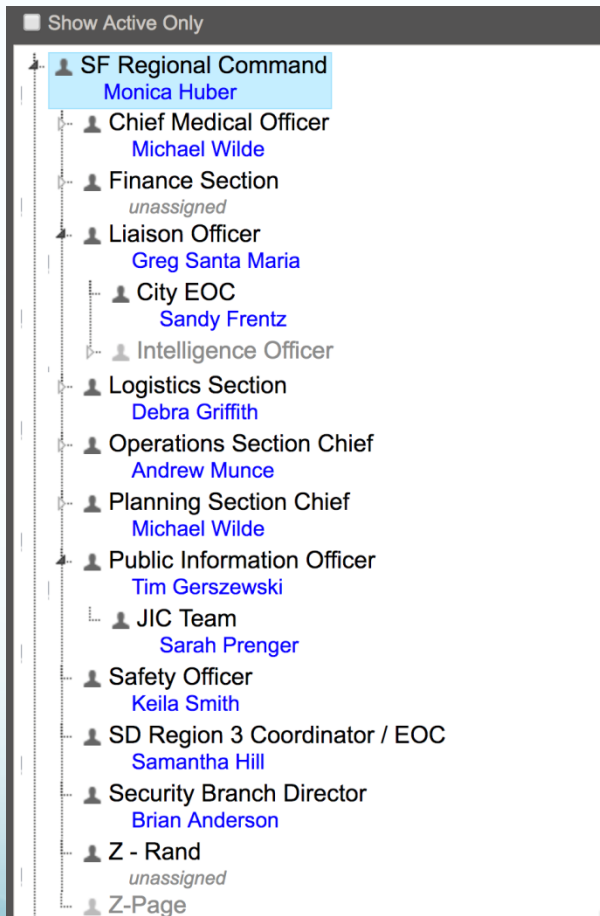 Show Active Only
SF Regional Command
Monica Huber
Chief Medical Officer
Michael Wilde
Finance Section
unassigned
Liaison Officer
Greg Santa Maria
City EOC
Sandy Frentz
Intelligence Officer
Logistics Section
Debra Griffith
Operations Section Chief
Andrew Munce
Planning Section Chief
Michael Wilde
Public Information Officer
Tim Gerszewski
JIC Team
Sarah Prenger
Safety Officer
Keila Smith
SD Region 3 Coordinator / EOC
Samantha Hill
Security Branch Director
Brian Anderson
Z - Rand
unassigned
Z-Page